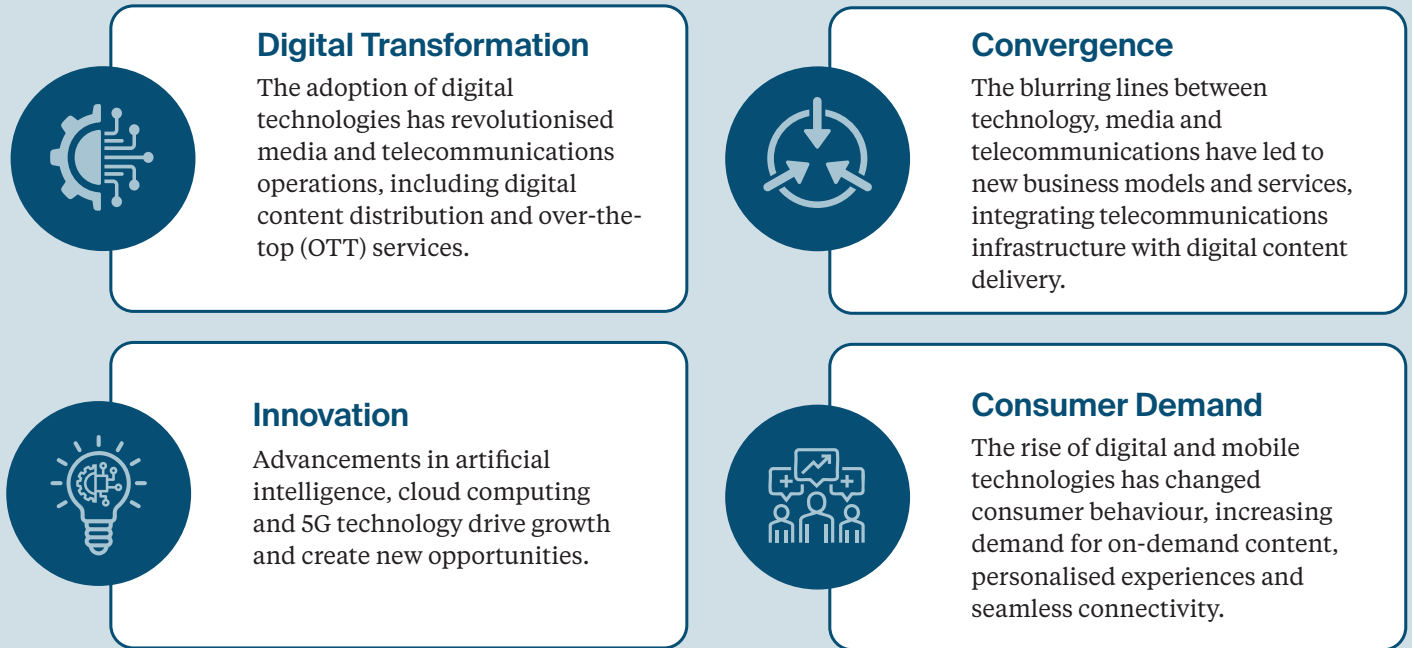 Digital Transformation
The adoption of digital
technologies has revolutionised
media and telecommunications
operations, including digital
content distribution and over-the-
top (OTT) services.
Convergence
The blurring lines between
technology, media and
telecommunications have led to
new business models and services,
integrating telecommunications
infrastructure with digital content
delivery.
Innovation
Advancements in artificial
intelligence, cloud computing
and 5G technology drive growth
and create new opportunities.
Consumer Demand
The rise of digital and mobile
technologies has changed
consumer behaviour, increasing
demand for on-demand content,
personalised experiences and
seamless connectivity.